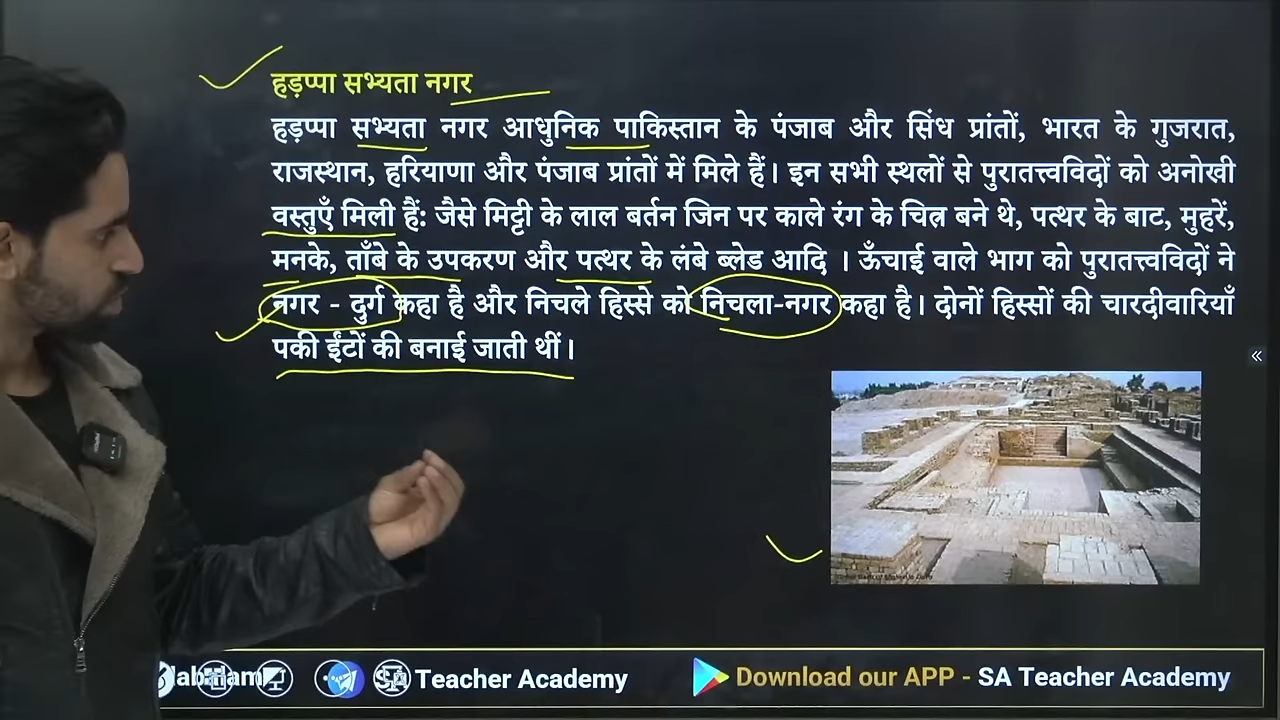 हड़प्पा सभ्यता नगर
हड़प्पा सभ्यता नगर आधुनिक पाकिस्तान के पंजाब और सिंध प्रांतों, भारत के गुजरात,
राजस्थान, हरियाणा और पंजाब प्रांतों में मिले हैं। इन सभी स्थलों से पुरातत्त्वविदों को अनोखी
वस्तुएँ मिली हैं: जैसे मिट्टी के लाल बर्तन जिन पर काले रंग के चित्र बने थे, पत्थर के बाट, मुहरें,
मनके, ताँबे के उपकरण और पत्थर के लंबे ब्लेड आदि । ऊँचाई वाले भाग को पुरातत्त्वविदों ने
नगर - दुर्ग कहा है और निचले हिस्से को निचला-नगर कहा है। दोनों हिस्सों की चारदीवारियाँ
पकी ईंटों की बनाई जाती थीं।
Teacher Academy
Download our APP - SA Teacher Academy